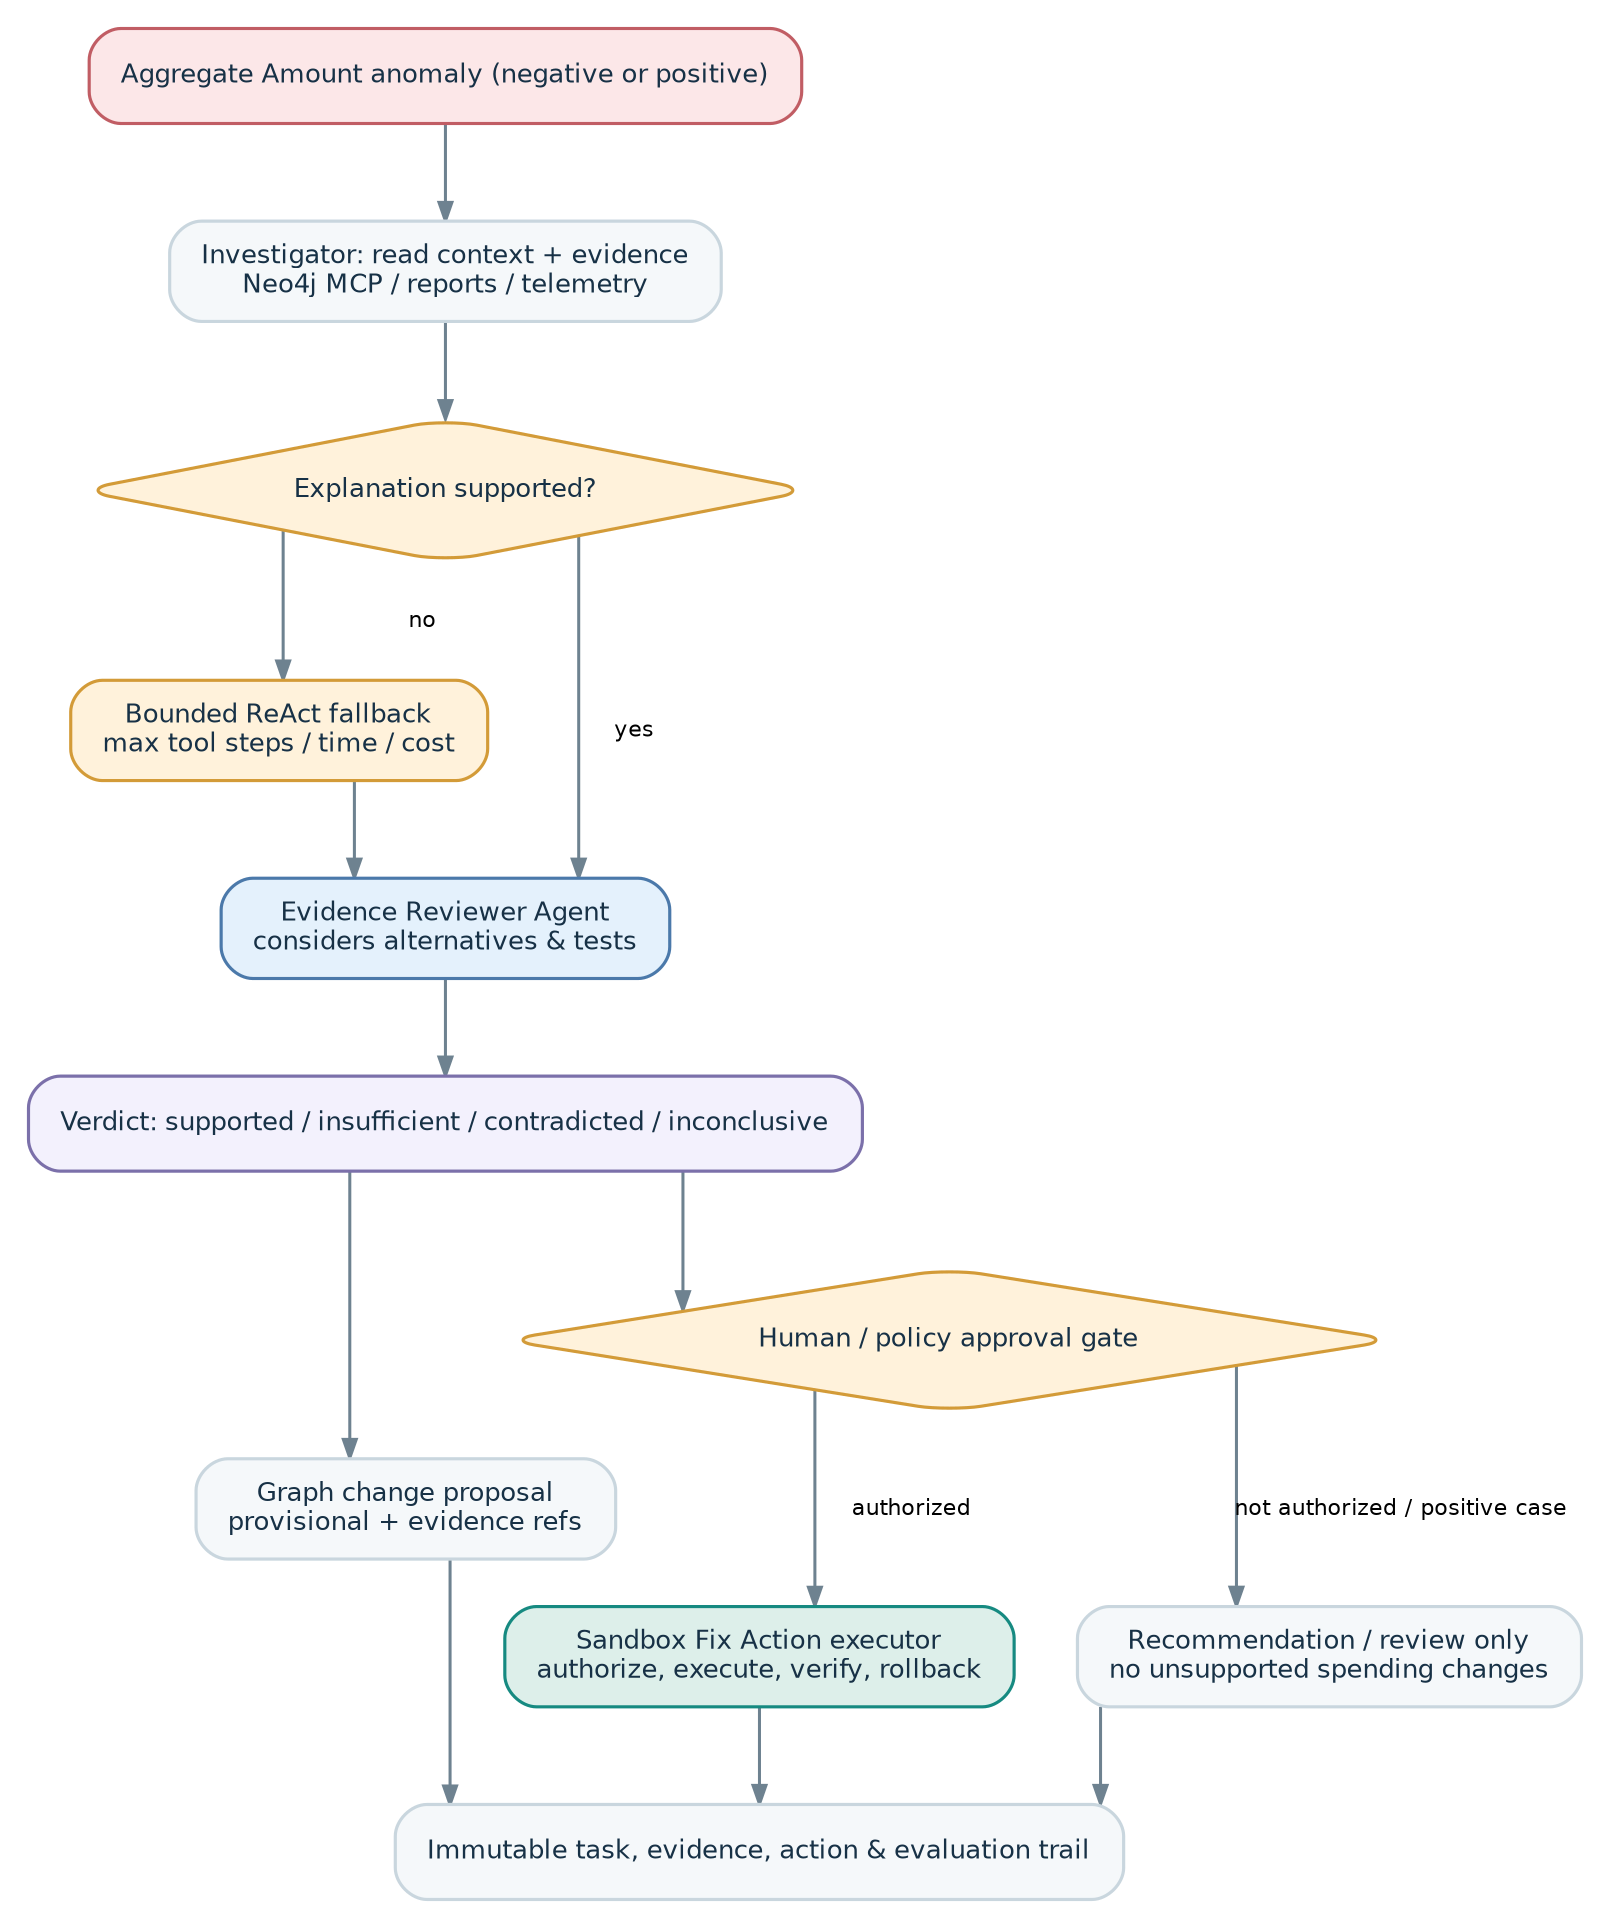 Aggregate Amount anomaly (negative or positive)
Investigator: read context + evidence
Neo4j MCP / reports / telemetry
Explanation supported?
no
yes
Bounded ReAct fallback
max tool steps / time / cost
Evidence Reviewer Agent
considers alternatives & tests
Verdict: supported / insufficient / contradicted / inconclusive
Human / policy approval gate
Graph change proposal
provisional + evidence refs
authorized
not authorized / positive case
Sandbox Fix Action executor
authorize, execute, verify, rollback
Recommendation / review only
no unsupported spending changes
Immutable task, evidence, action & evaluation trail